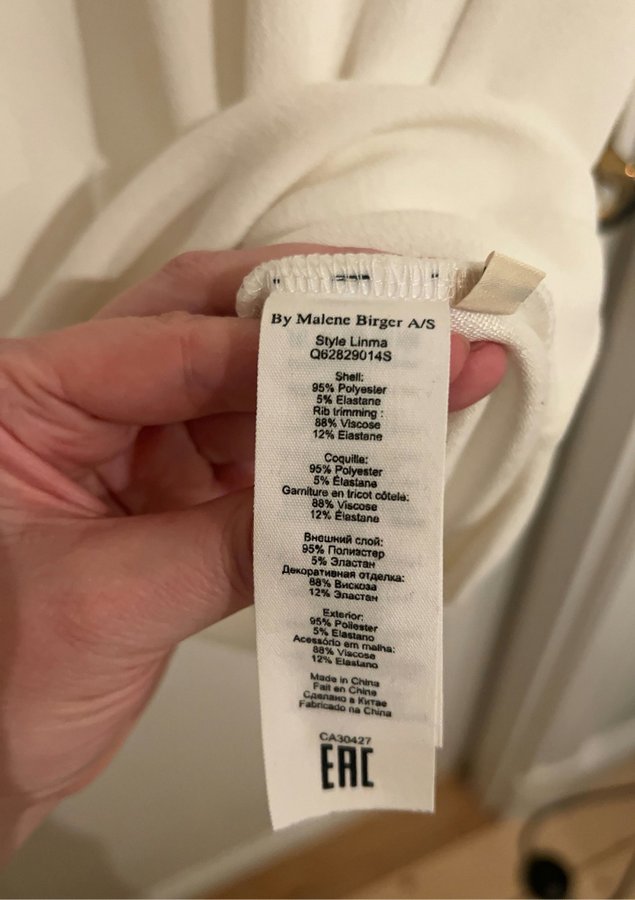 By Malene Birger A/S
Style Linma
Q62829014S
Shell:
95% Polyester
5% Elastane
Rib trimming :
88% Viscose
12% Elastane
Coquille:
95% Polyester
5% Élastane
Garniture en tricot côtelé:
88% Viscose
12% Élastane
Внешний слой:
95% Полиэстер
5% Эластан
Декоративная отделка:
88% Вискоза
12% Эластан
Exterior:
95% Poliester
5% Elastano
Acessório em malha:
88% Viscose
12% Elastano
Made in China
Fait en Chine
Сделано в Китае
Fabricado na China
CA30427
EAC